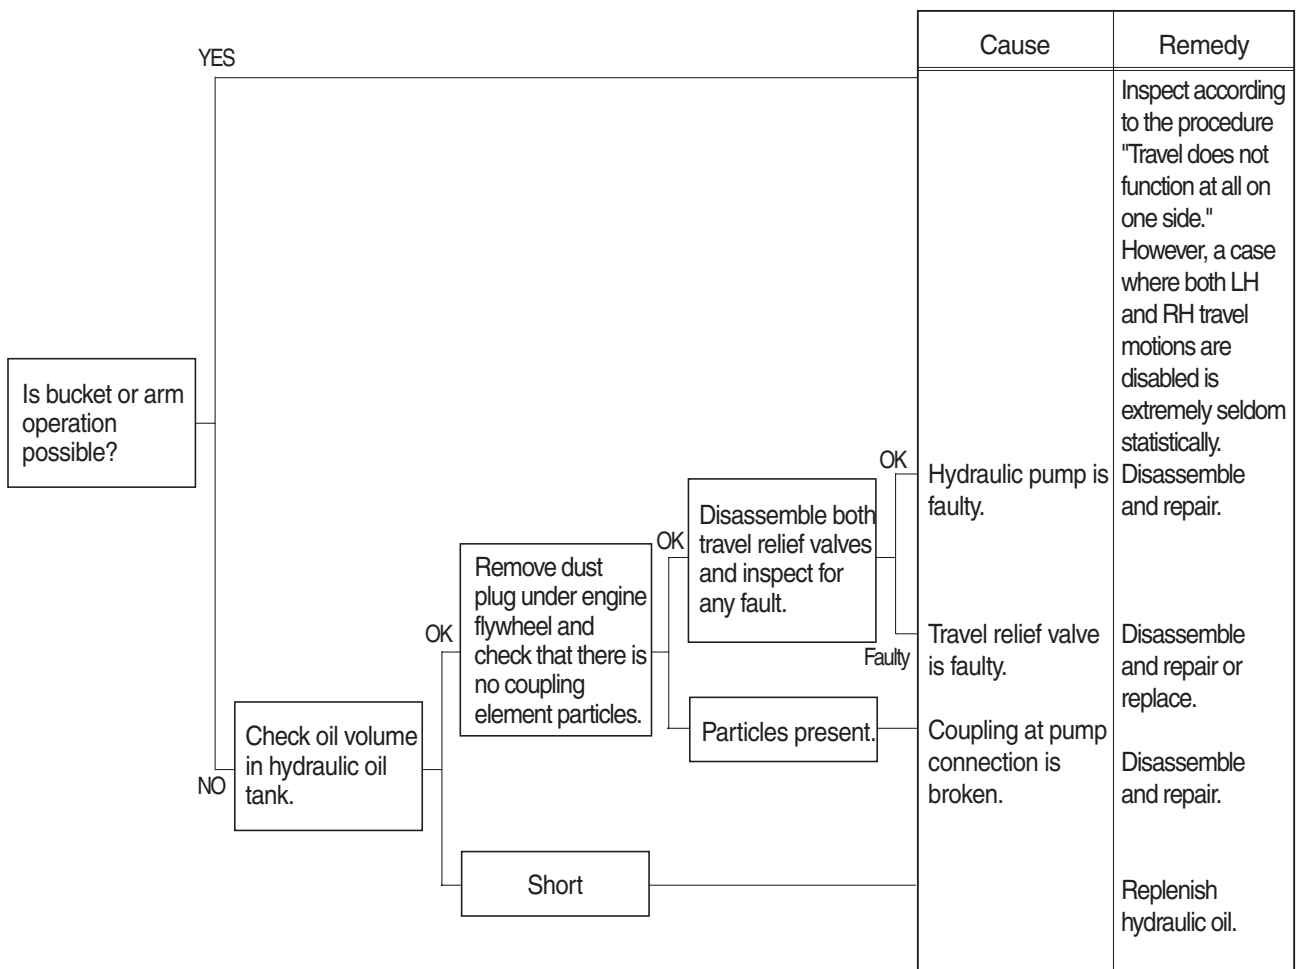 Cause
Remedy
YES
Inspect according
to the procedure
"Travel does not
function at all on
one side."
However, a case
where both LH
and RH travel
motions are
disabled is
extremely seldom
statistically.
Is bucket or arm
operation
possible?
NO
Check oil volume
in hydraulic oil
tank.
OK
Remove dust
plug under engine
flywheel and
check that there is
no coupling
element particles.
OK
Disassemble both
travel relief valves
and inspect for
any fault.
OK
Hydraulic pump is
faulty.
Disassemble
and repair.
Faulty
Travel relief valve
is faulty.
Disassemble
and repair or
replace.
Particles present.
Coupling at pump
connection is
broken.
Disassemble
and repair.
Short
Replenish
hydraulic oil.